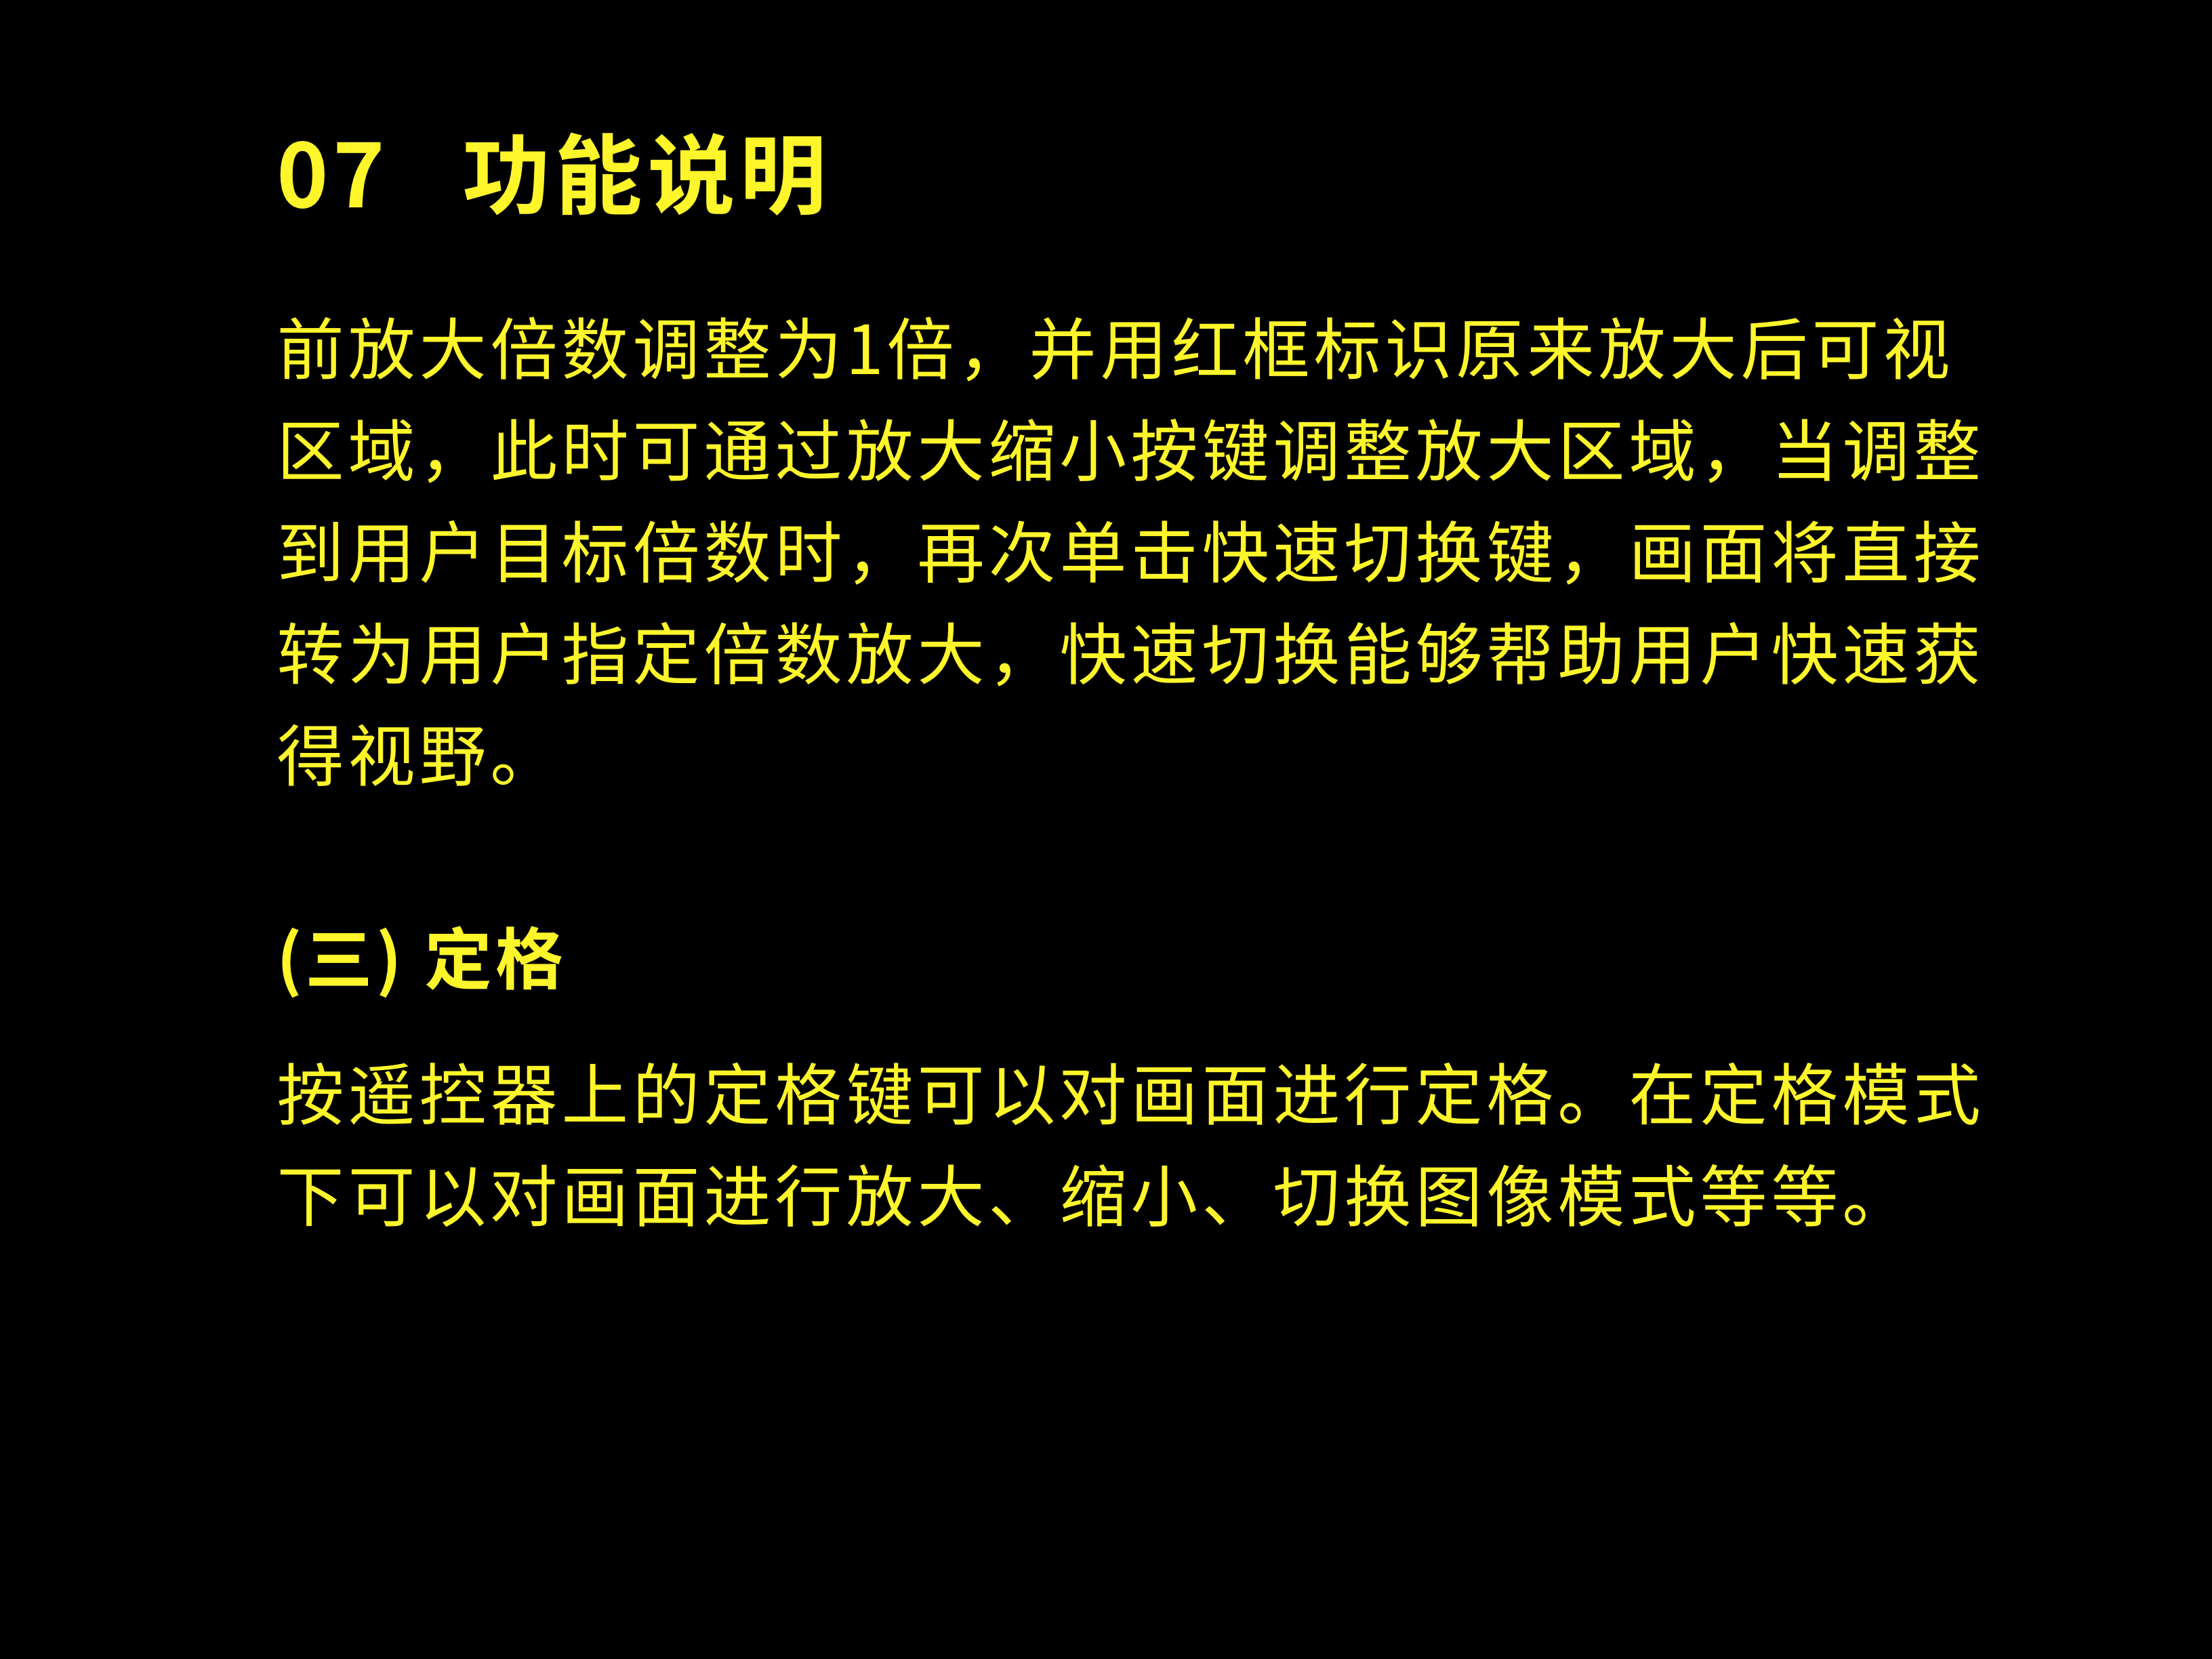 07 功能说明
前放大倍数调整为1倍，并用红框标识原来放大后可视
区域，此时可通过放大缩小按键调整放大区域，当调整
到用户目标倍数时，再次单击快速切换键，画面将直接
转为用户指定倍数放大，快速切换能够帮助用户快速获
得视野。
(三) 定格
按遥控器上的定格键可以对画面进行定格。在定格模式
下可以对画面进行放大、缩小、切换图像模式等等。